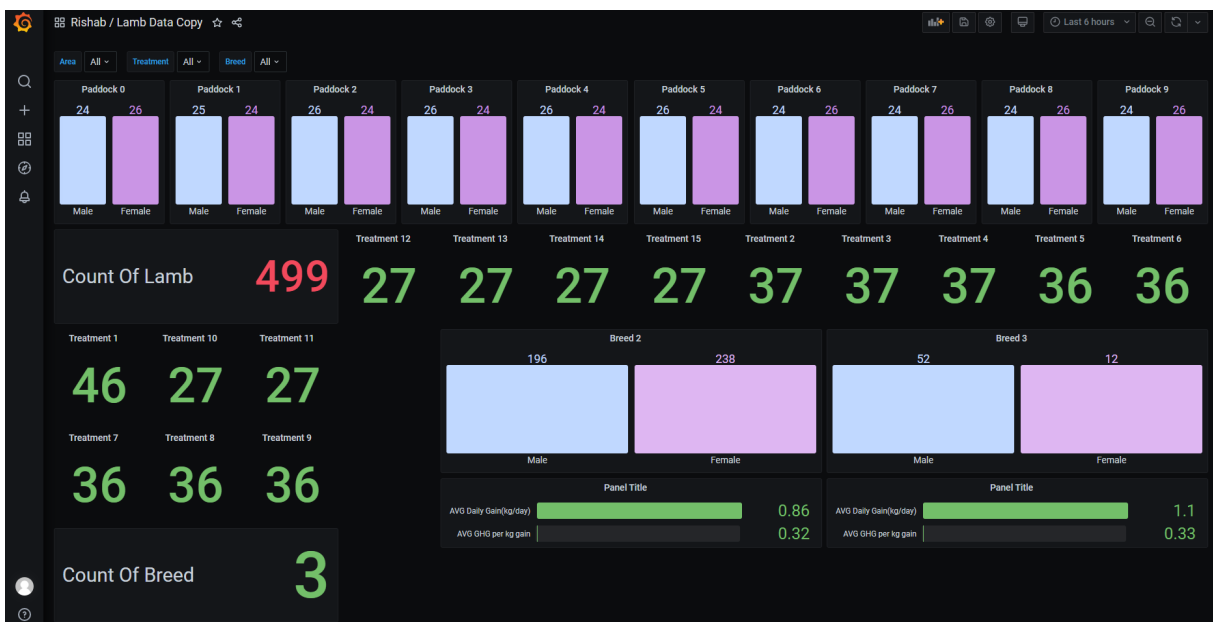 Rishab / Lamb Data Copy
Last 6 hours
Area All Treatment All Breed All
Paddock 0 Paddock 1 Paddock 2 Paddock 3 Paddock 4 Paddock 5 Paddock 6 Paddock 7 Paddock 8 Paddock 9
24 26 25 24 26 24 26 24 26 24 26 24 24 26 24 26 24 26 24 26
Male Female Male Female Male Female Male Female Male Female Male Female Male Female Male Female Male Female Male Female
Count Of Lamb 499
Treatment 12 Treatment 13 Treatment 14 Treatment 15 Treatment 2 Treatment 3 Treatment 4 Treatment 5 Treatment 6
27 27 27 27 37 37 37 36 36
Treatment 1 Treatment 10 Treatment 11
46 27 27
Treatment 7 Treatment 8 Treatment 9
36 36 36
Breed 2
196 238
Male Female
Breed 3
52 12
Male Female
Panel Title
AVG Daily Gain(kg/day) 0.86
AVG GHG per kg gain 0.32
Panel Title
AVG Daily Gain(kg/day) 1.1
AVG GHG per kg gain 0.33
Count Of Breed 3